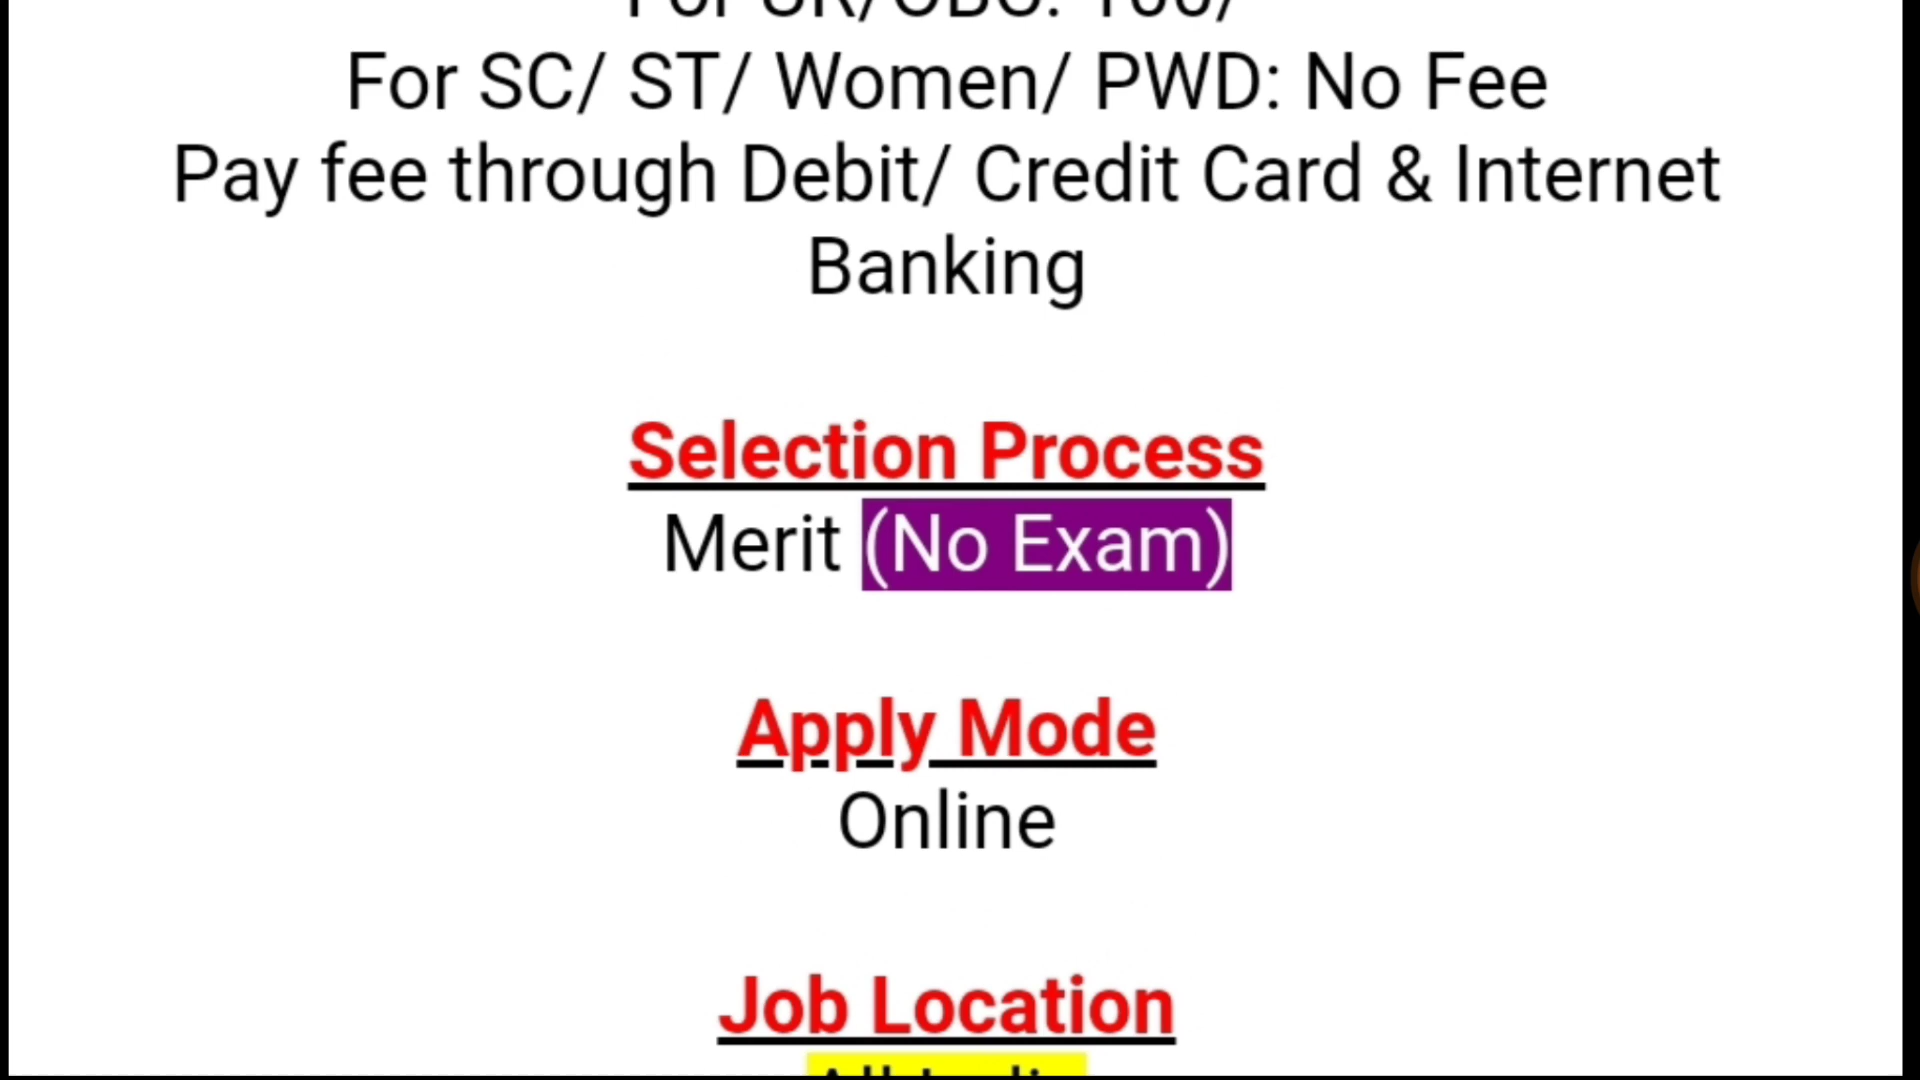 For SC/ ST/ Women/ PWD: No Fee
Pay fee through Debit/ Credit Card & Internet
Banking
Selection Process
Merit (No Exam)
Apply Mode
Online
Job Location